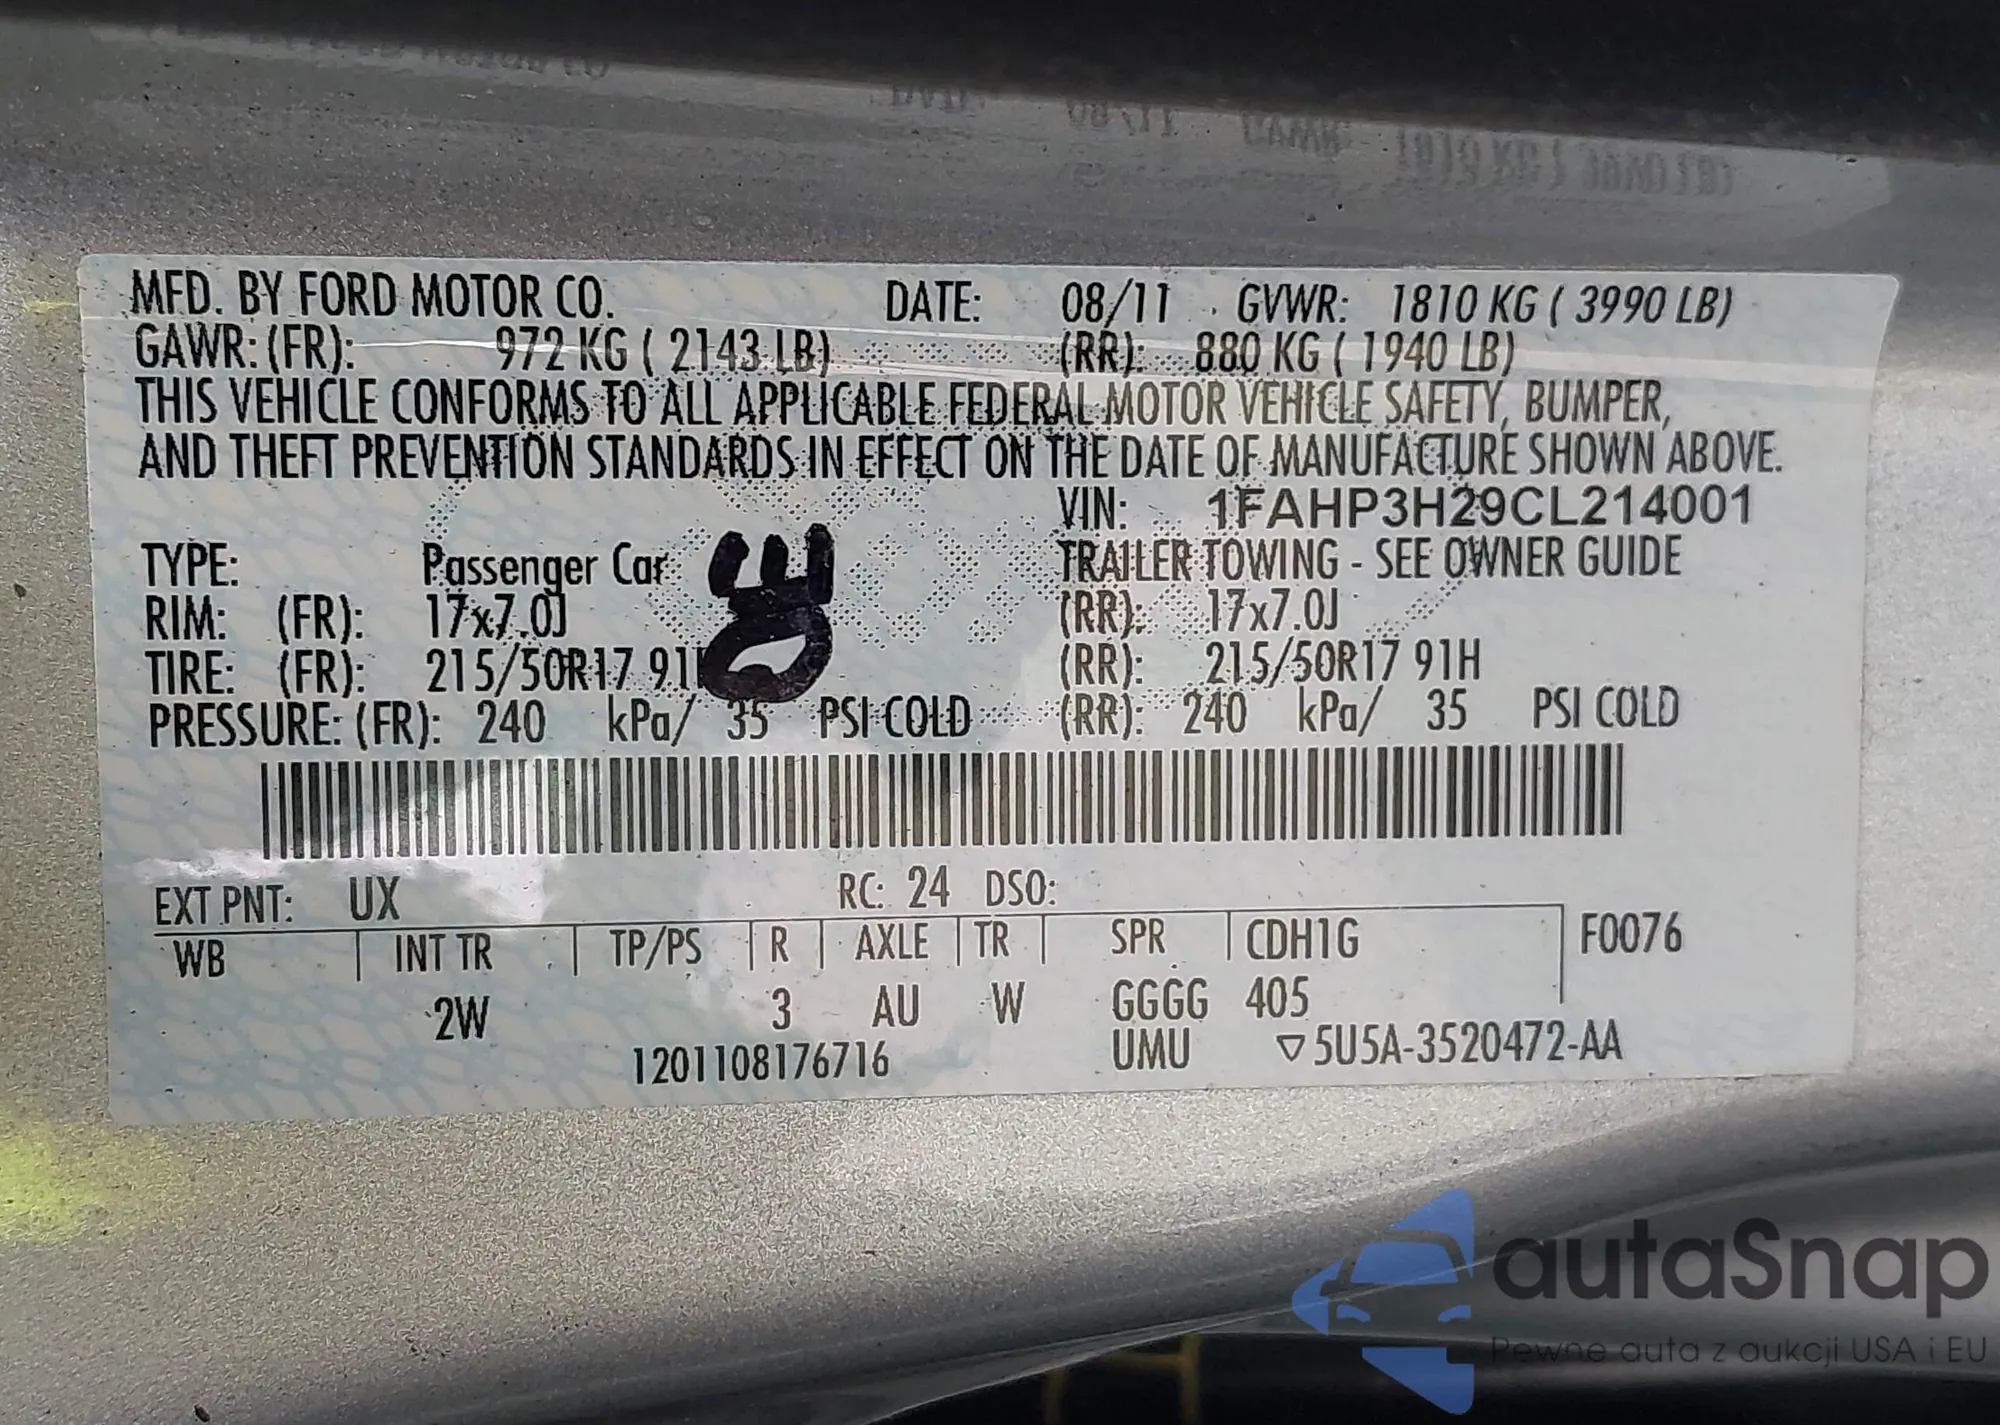 MFD. BY FORD MOTOR CO. DATE: 08/11 GVWR: 1810 KG ( 3990 LB)
GAWR: (FR): 972 KG ( 2143 LB) (RR): 880 KG ( 1940 LB)
THIS VEHICLE CONFORMS TO ALL APPLICABLE FEDERAL MOTOR VEHICLE SAFETY, BUMPER,
AND THEFT PREVENTION STANDARDS IN EFFECT ON THE DATE OF MANUFACTURE SHOWN ABOVE.
VIN: 1FAHP3H29CL214001
TYPE: Passenger Car TRAILER TOWING - SEE OWNER GUIDE
RIM: (FR): 17x7.0J (RR): 17x7.0J
TIRE: (FR): 215/50R17 91H (RR): 215/50R17 91H
PRESSURE: (FR): 240 kPa/ 35 PSI COLD (RR): 240 kPa/ 35 PSI COLD
EXT PNT: UX RC: 24 DSO:
WB INT TR TP/PS R AXLE TR SPR CDH1G F0076
2W 3 AU W GGGG 405
1201108176716 UMU ▽5U5A-3520472-AA
autaSnap
Pewne auta z aukcji USA i EU